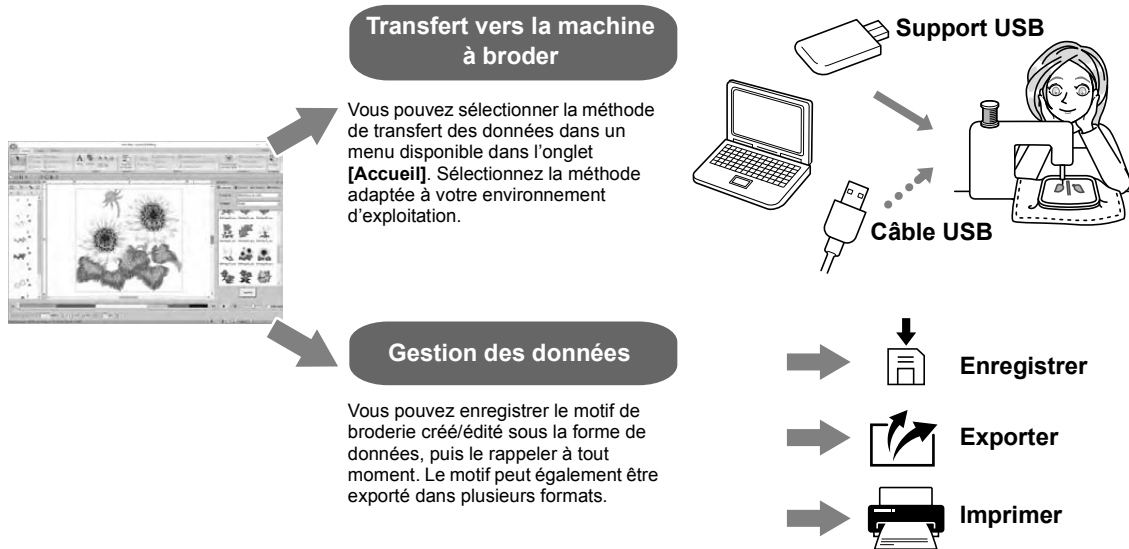 Transfert vers la machine
à broder
Vous pouvez sélectionner la méthode
de transfert des données dans un
menu disponible dans l’onglet
[Accueil]. Sélectionnez la méthode
adaptée à votre environnement
d’exploitation.
Support USB
Câble USB
Gestion des données
Vous pouvez enregistrer le motif de
broderie créé/édité sous la forme de
données, puis le rappeler à tout
moment. Le motif peut également être
exporté dans plusieurs formats.
Enregistrer
Exporter
Imprimer